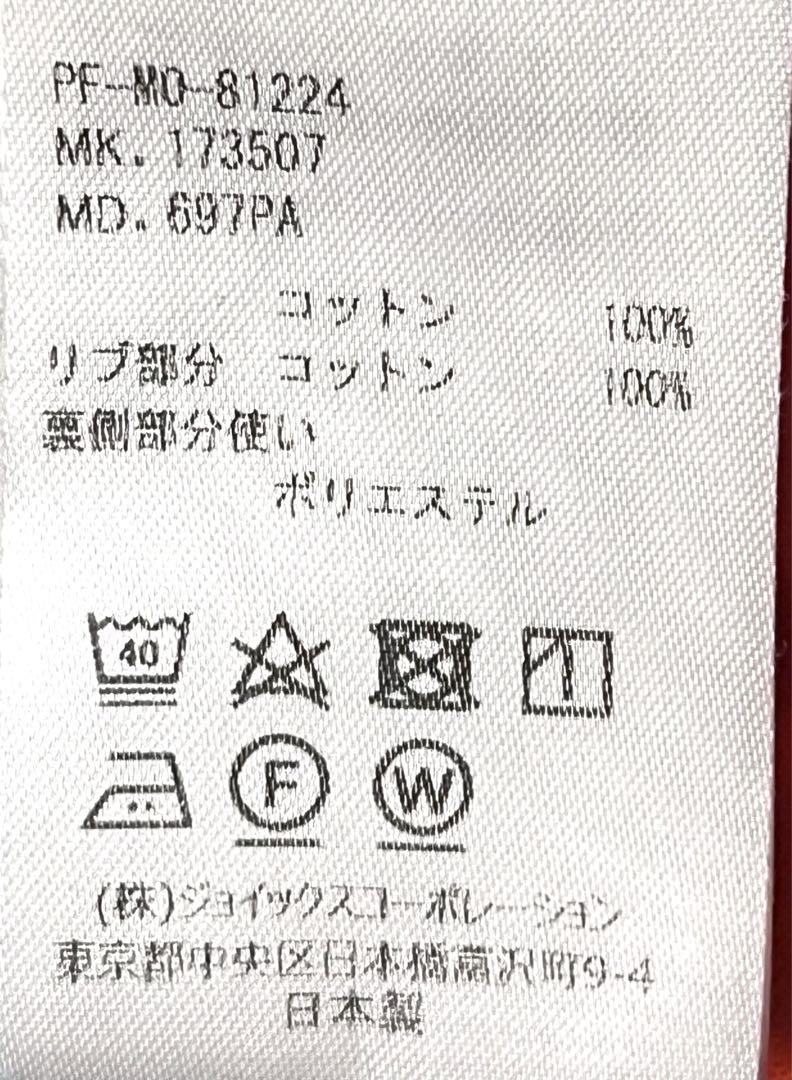 PF-MO-81224
MK. 173507
MD. 697PA
コットン 100%
リブ部分 コットン 100%
裏側部分使い
ポリエステル
40
F W
(株)ジョイックスコーポレーション
東京都中央区日本橋富沢町9-4
日本製